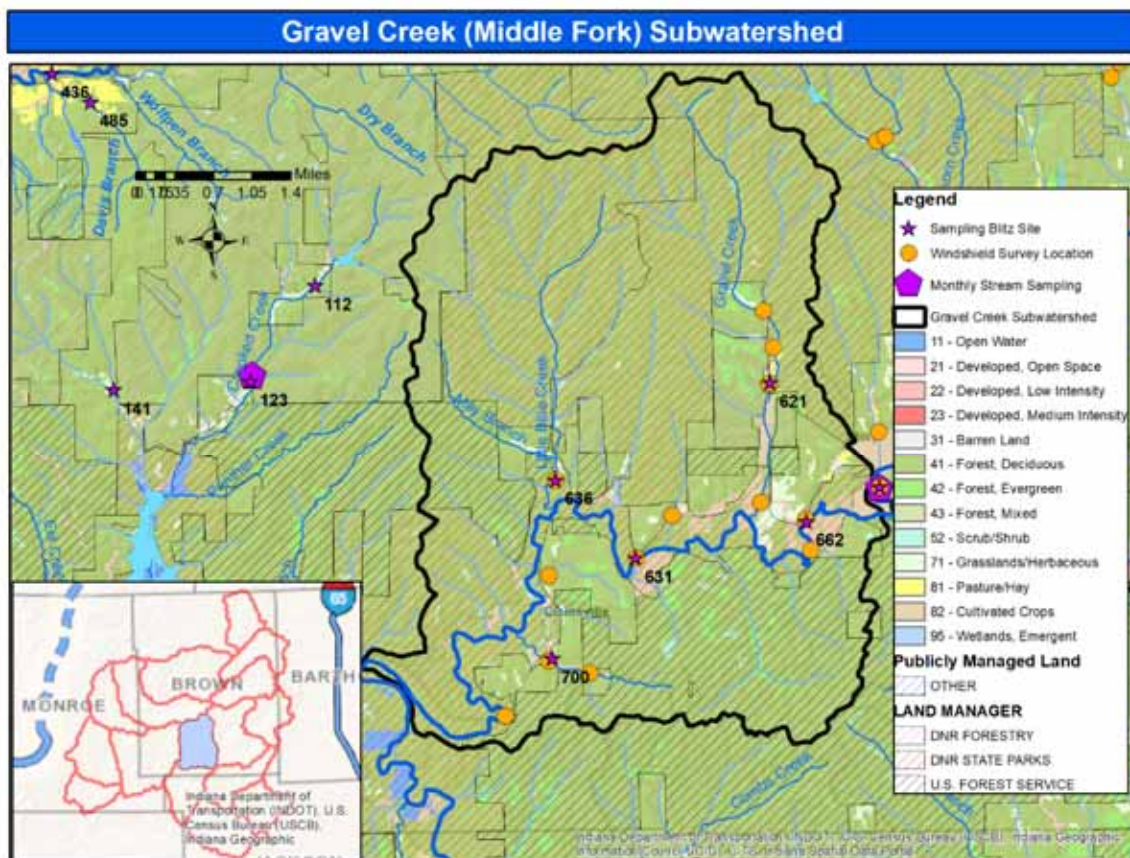 Gravel Creek (Middle Fork) Subwatershed
436
485
Wolfpen Branch
Dry Branch
Davis Branch
Miles
0.7 1.05 1.4
W
E
112
Gravel Creek
141
123
Panther Creek
Little Blue Creek
621
636
662
631
700
Legend
Sampling Blitz Site
Windshield Survey Location
Monthly Stream Sampling
Gravel Creek Subwatershed
11 - Open Water
21 - Developed, Open Space
22 - Developed, Low Intensity
23 - Developed, Medium Intensity
31 - Barren Land
41 - Forest, Deciduous
42 - Forest, Evergreen
43 - Forest, Mixed
52 - Scrub/Shrub
71 - Grasslands/Herbaceous
81 - Pasture/Hay
82 - Cultivated Crops
95 - Wetlands, Emergent
Publicly Managed Land
OTHER
LAND MANAGER
DNR FORESTRY
DNR STATE PARKS
U.S. FOREST SERVICE
65
BROWN
BARTH
MONROE
Indiana Department of
Transportation (INDOT), U.S.
Census Bureau (USCB),
Indiana Geographic